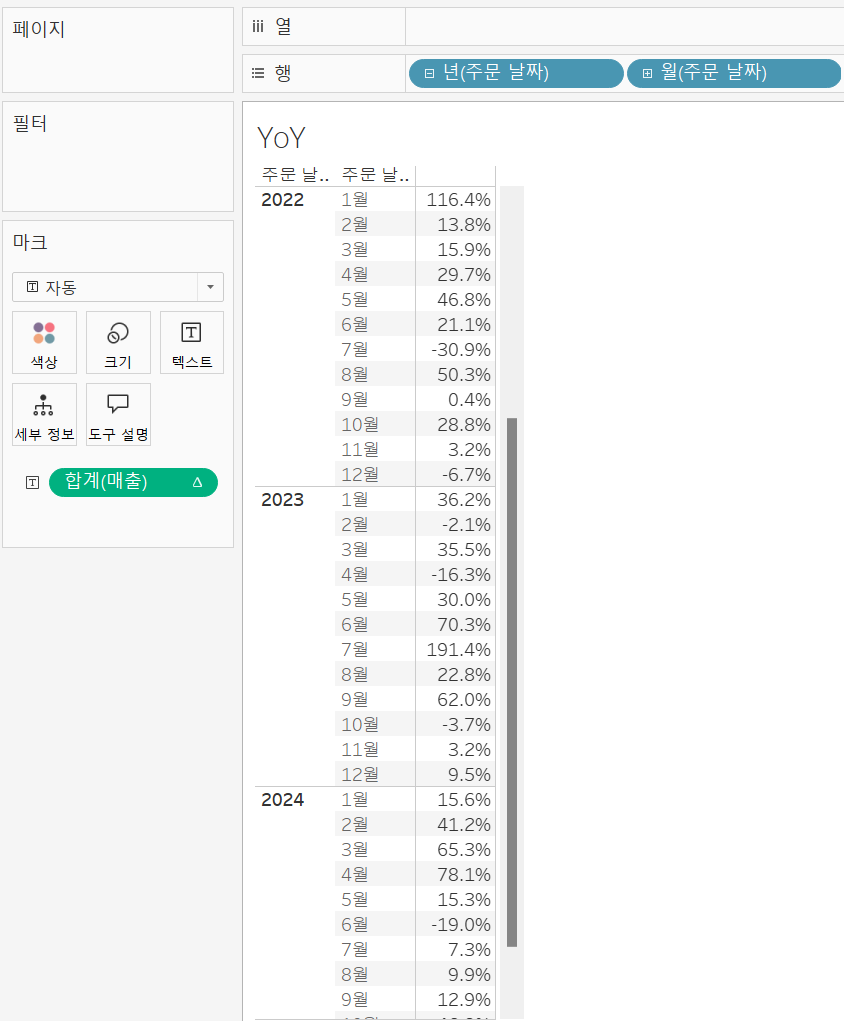 페이지
iii 열
행 년(주문 날짜) 월(주문 날짜)
필터
마크
자동
색상 크기 텍스트
세부 정보 도구 설명
합계(매출) Δ
YoY
주문 날.. 주문 날..
2022 1월 116.4%
2월 13.8%
3월 15.9%
4월 29.7%
5월 46.8%
6월 21.1%
7월 -30.9%
8월 50.3%
9월 0.4%
10월 28.8%
11월 3.2%
12월 -6.7%
2023 1월 36.2%
2월 -2.1%
3월 35.5%
4월 -16.3%
5월 30.0%
6월 70.3%
7월 191.4%
8월 22.8%
9월 62.0%
10월 -3.7%
11월 3.2%
12월 9.5%
2024 1월 15.6%
2월 41.2%
3월 65.3%
4월 78.1%
5월 15.3%
6월 -19.0%
7월 7.3%
8월 9.9%
9월 12.9%